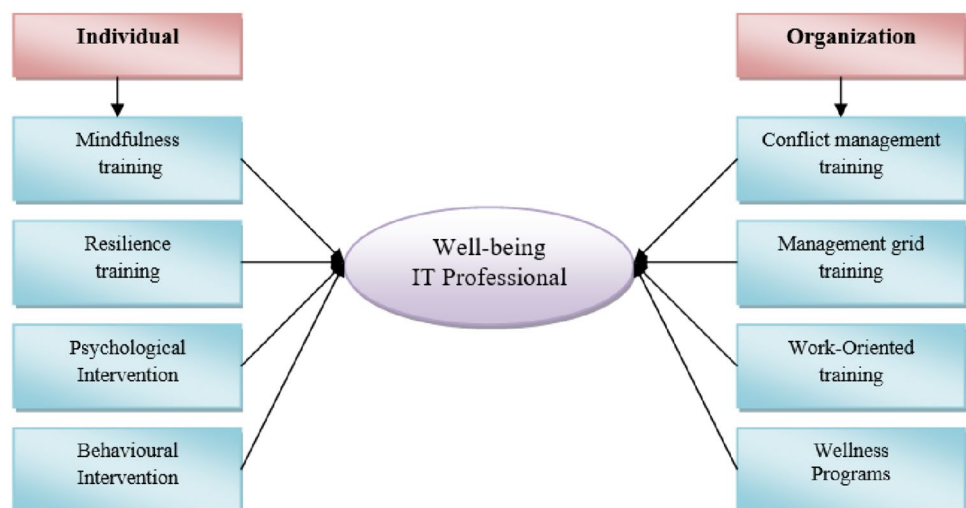 Individual
Mindfulness
training
Resilience
training
Psychological
Intervention
Behavioural
Intervention
Well-being
IT Professional
Organization
Conflict management
training
Management grid
training
Work-Oriented
training
Wellness
Programs